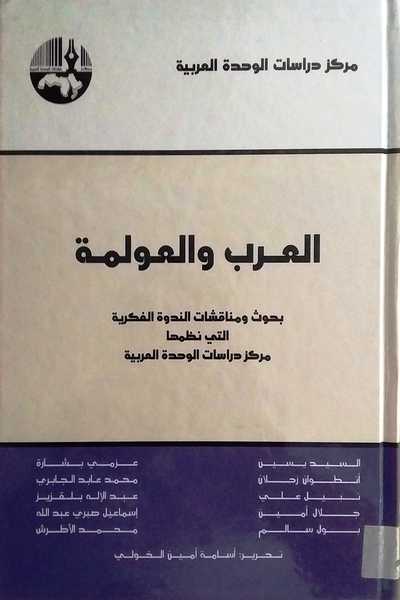 مركز دراسات الوحدة العربية
العرب والعولمة
بحوث ومناقشات الندوة الفكرية
التي نظمها
مركز دراسات الوحدة العربية
السيد يسين
أنطوان زحلان
نبيل علي
جلال أمين
بول سالم
عزمي بشارة
محمد عابد الجابري
عبد الإله بلقزيز
إسماعيل صبري عبد الله
محمد الأطرش
تحرير: أسامة أمين الخولي